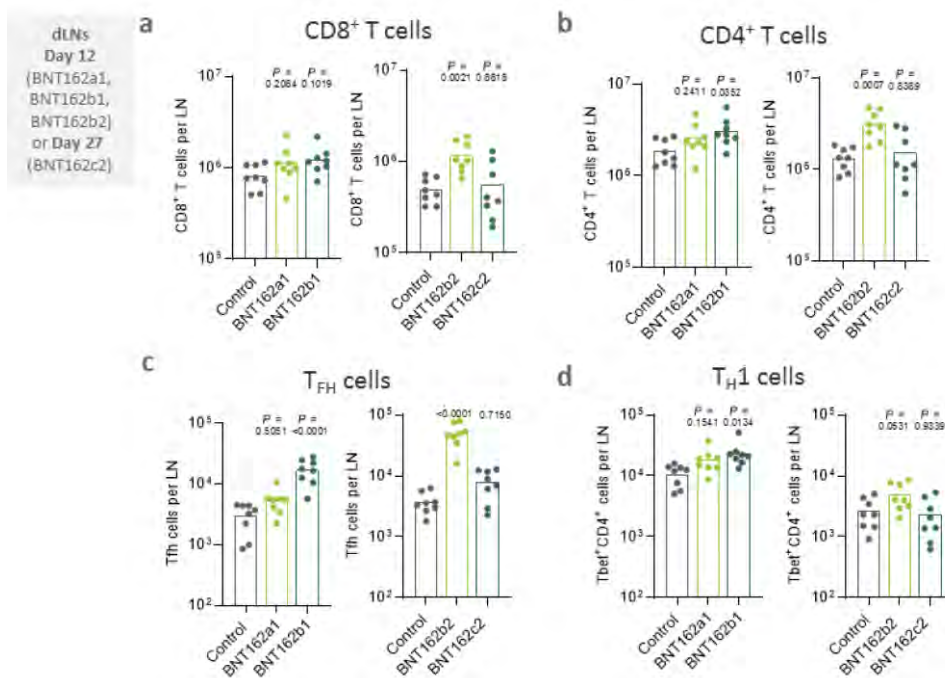 dLNs
Day 12
(BNT162a1,
BNT162b1,
BNT162b2)
or Day 27
(BNT162c2)
a
CD8⁺ T cells
CD8⁺ T cells per LN
10⁷
10⁶
10⁵
P =
0.2084
P =
0.1019
Control
BNT162a1
BNT162b1
CD8⁺ T cells per LN
10⁷
10⁶
10⁵
P =
0.0021
P =
0.8818
Control
BNT162b2
BNT162c2
b
CD4⁺ T cells
CD4⁺ T cells per LN
10⁷
10⁶
10⁵
P =
0.2411
P =
0.0352
Control
BNT162a1
BNT162b1
CD4⁺ T cells per LN
10⁷
10⁶
10⁵
P =
0.0007
P =
0.8389
Control
BNT162b2
BNT162c2
c
T_FH cells
Tfh cells per LN
10⁵
10⁴
10³
10²
P =
0.5051
P =
<0.0001
Control
BNT162a1
BNT162b1
Tfh cells per LN
10⁵
10⁴
10³
10²
<0.0001
0.7150
Control
BNT162b2
BNT162c2
d
T_H1 cells
Tbet⁺CD4⁺ cells per LN
10⁵
10⁴
10³
10²
P =
0.1541
P =
0.0134
Control
BNT162a1
BNT162b1
Tbet⁺CD4⁺ cells per LN
10⁵
10⁴
10³
10²
P =
0.0531
P =
0.9339
Control
BNT162b2
BNT162c2